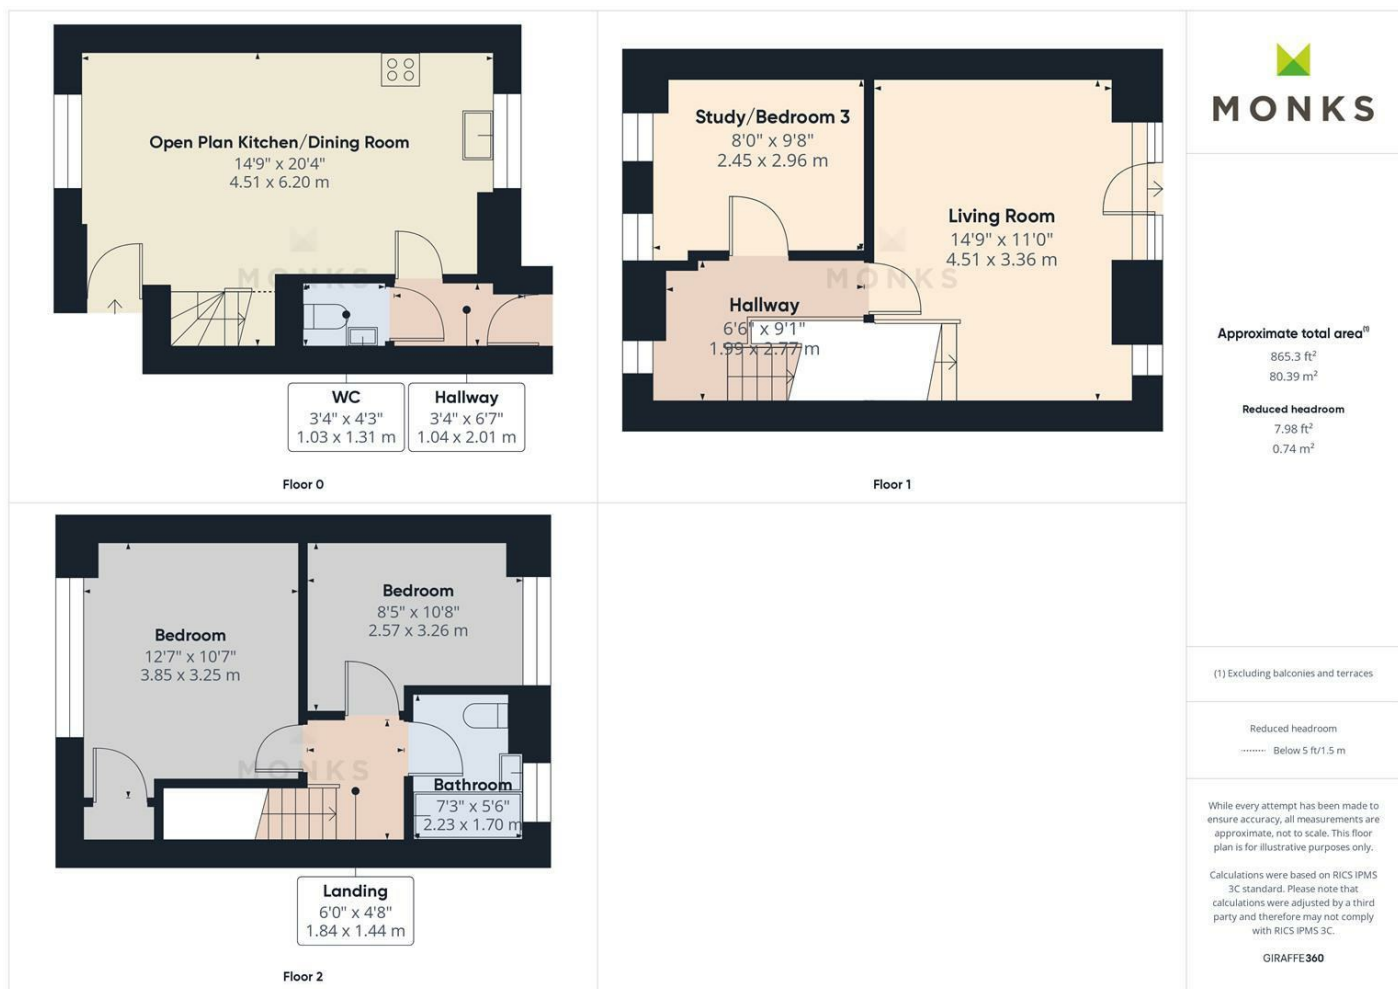 Open Plan Kitchen/Dining Room
14'9" x 20'4"
4.51 x 6.20 m
MONKS
WC
3'4" x 4'3"
1.03 x 1.31 m
Hallway
3'4" x 6'7"
1.04 x 2.01 m
Floor 0
Study/Bedroom 3
8'0" x 9'8"
2.45 x 2.96 m
Living Room
14'9" x 11'0"
4.51 x 3.36 m
MONKS
Hallway
6'6" x 9'1"
1.99 x 2.77 m
Floor 1
Bedroom
12'7" x 10'7"
3.85 x 3.25 m
Bedroom
8'5" x 10'8"
2.57 x 3.26 m
MONKS
Bathroom
7'3" x 5'6"
2.23 x 1.70 m
Landing
6'0" x 4'8"
1.84 x 1.44 m
Floor 2
MONKS
Approximate total area(1)
865.3 ft²
80.39 m²
Reduced headroom
7.98 ft²
0.74 m²
(1) Excluding balconies and terraces
Reduced headroom
Below 5 ft/1.5 m
While every attempt has been made to
ensure accuracy, all measurements are
approximate, not to scale. This floor
plan is for illustrative purposes only.
Calculations were based on RICS IPMS
3C standard. Please note that
calculations were adjusted by a third
party and therefore may not comply
with RICS IPMS 3C.
GIRAFFE360